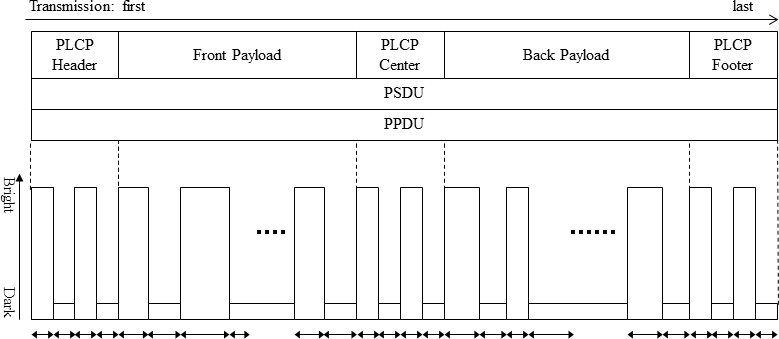 Transmission: first last
PLCP Header
Front Payload
PLCP Center
Back Payload
PLCP Footer
PSDU
PPDU
Bright
Dark